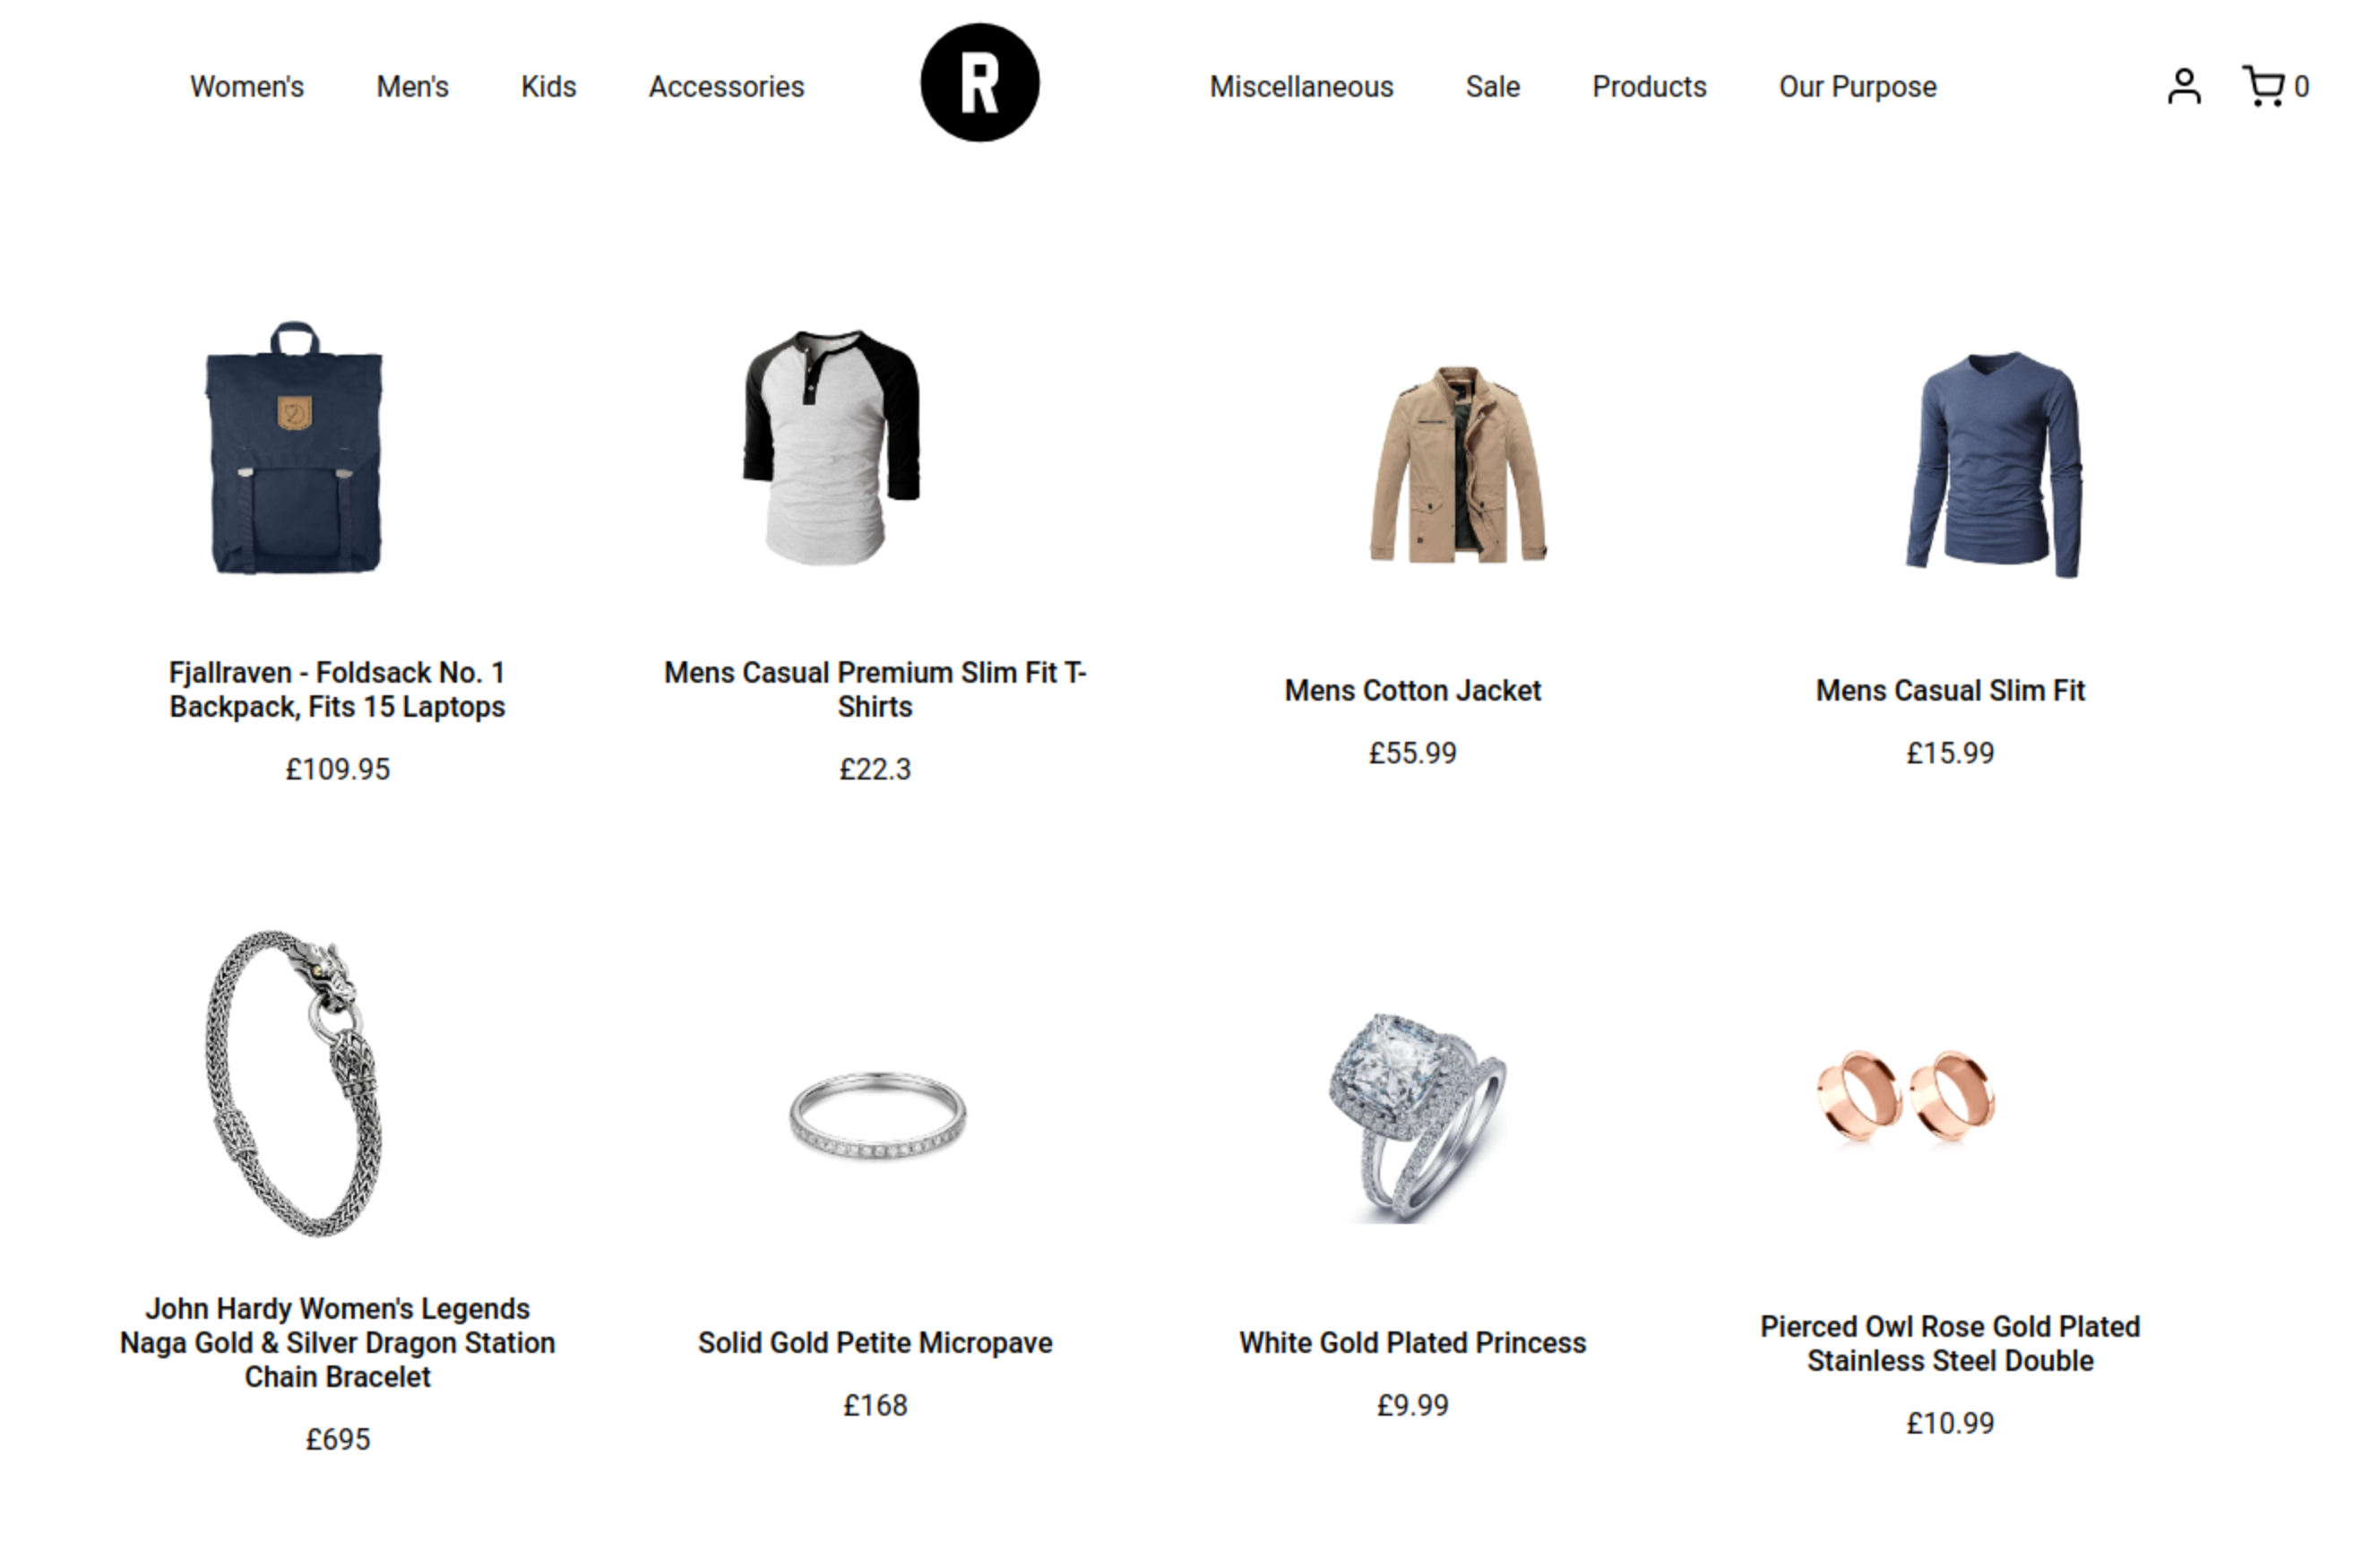 Women's
Men's
Kids
Accessories
R
Miscellaneous
Sale
Products
Our Purpose
0
Fjallraven - Foldsack No. 1
Backpack, Fits 15 Laptops
£109.95
Mens Casual Premium Slim Fit T-
Shirts
£22.3
Mens Cotton Jacket
£55.99
Mens Casual Slim Fit
£15.99
John Hardy Women's Legends
Naga Gold & Silver Dragon Station
Chain Bracelet
£695
Solid Gold Petite Micropave
£168
White Gold Plated Princess
£9.99
Pierced Owl Rose Gold Plated
Stainless Steel Double
£10.99